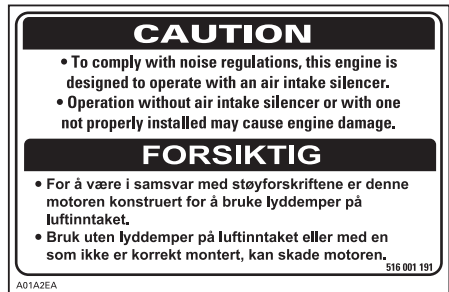 CAUTION
• To comply with noise regulations, this engine is
designed to operate with an air intake silencer.
• Operation without air intake silencer or with one
not properly installed may cause engine damage.
FORSIKTIG
• For å være i samsvar med støyforskriftene er denne
motoren konstruert for å bruke lyddemper på
luftinntaket.
• Bruk uten lyddemper på luftinntaket eller med en
som ikke er korrekt montert, kan skade motoren.
516 001 191
A01A2EA